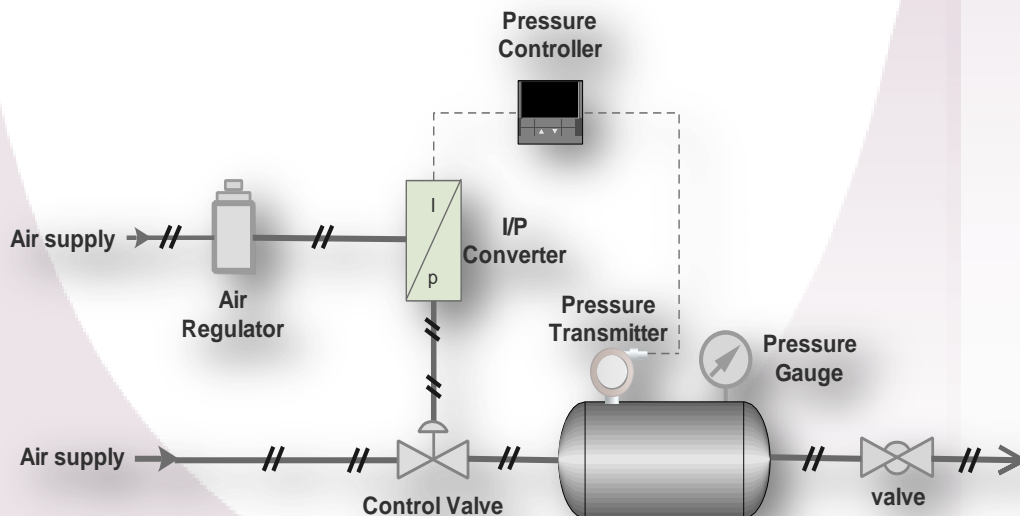 Pressure
Controller
I
I/P
Converter
p
Air supply
Air
Regulator
Pressure
Transmitter
Pressure
Gauge
Air supply
Control Valve
valve